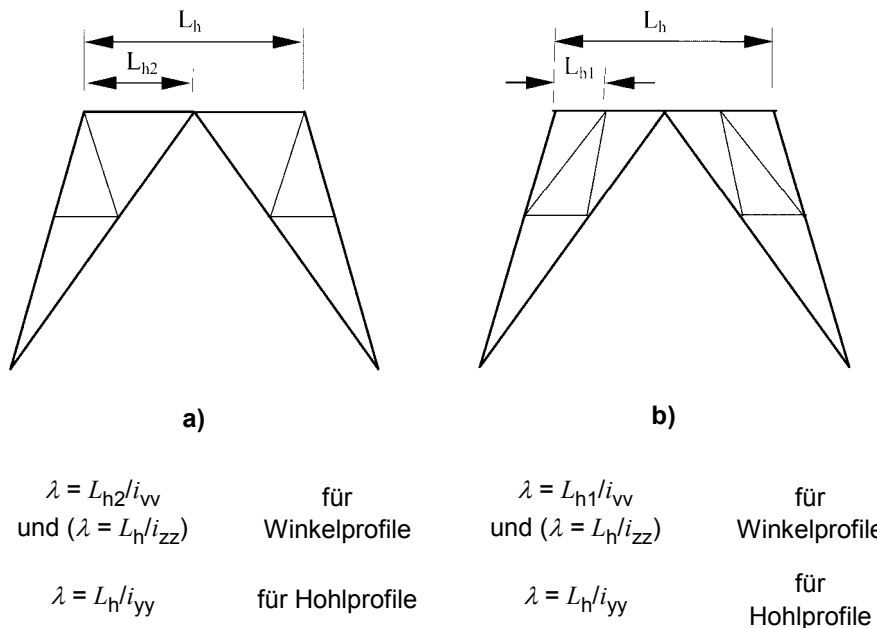 L_h
L_h2
L_h
L_h1
a)
b)
λ = L_h2/i_vv
und (λ = L_h/i_zz)
für
Winkelprofile
λ = L_h1/i_vv
und (λ = L_h/i_zz)
für
Winkelprofile
λ = L_h/i_yy
für Hohlprofile
λ = L_h/i_yy
für
Hohlprofile